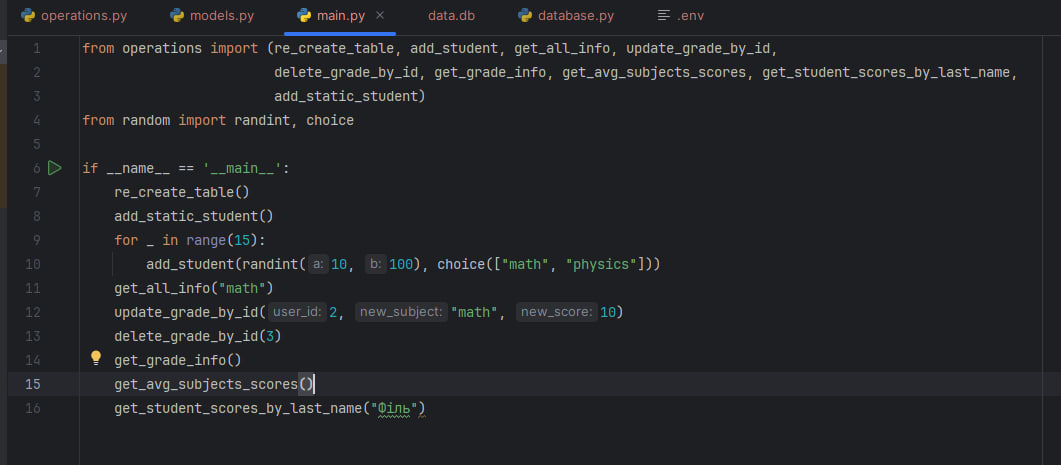 operations.py models.py main.py × data.db database.py .env
1 from operations import (re_create_table, add_student, get_all_info, update_grade_by_id,
2 delete_grade_by_id, get_grade_info, get_avg_subjects_scores, get_student_scores_by_last_name,
3 add_static_student)
4 from random import randint, choice
5
6 if __name__ == '__main__':
7 re_create_table()
8 add_static_student()
9 for _ in range(15):
10 add_student(randint( a: 10, b: 100), choice(["math", "physics"]))
11 get_all_info("math")
12 update_grade_by_id( user_id: 2, new_subject: "math", new_score: 10)
13 delete_grade_by_id(3)
14 get_grade_info()
15 get_avg_subjects_scores()
16 get_student_scores_by_last_name("Філь")